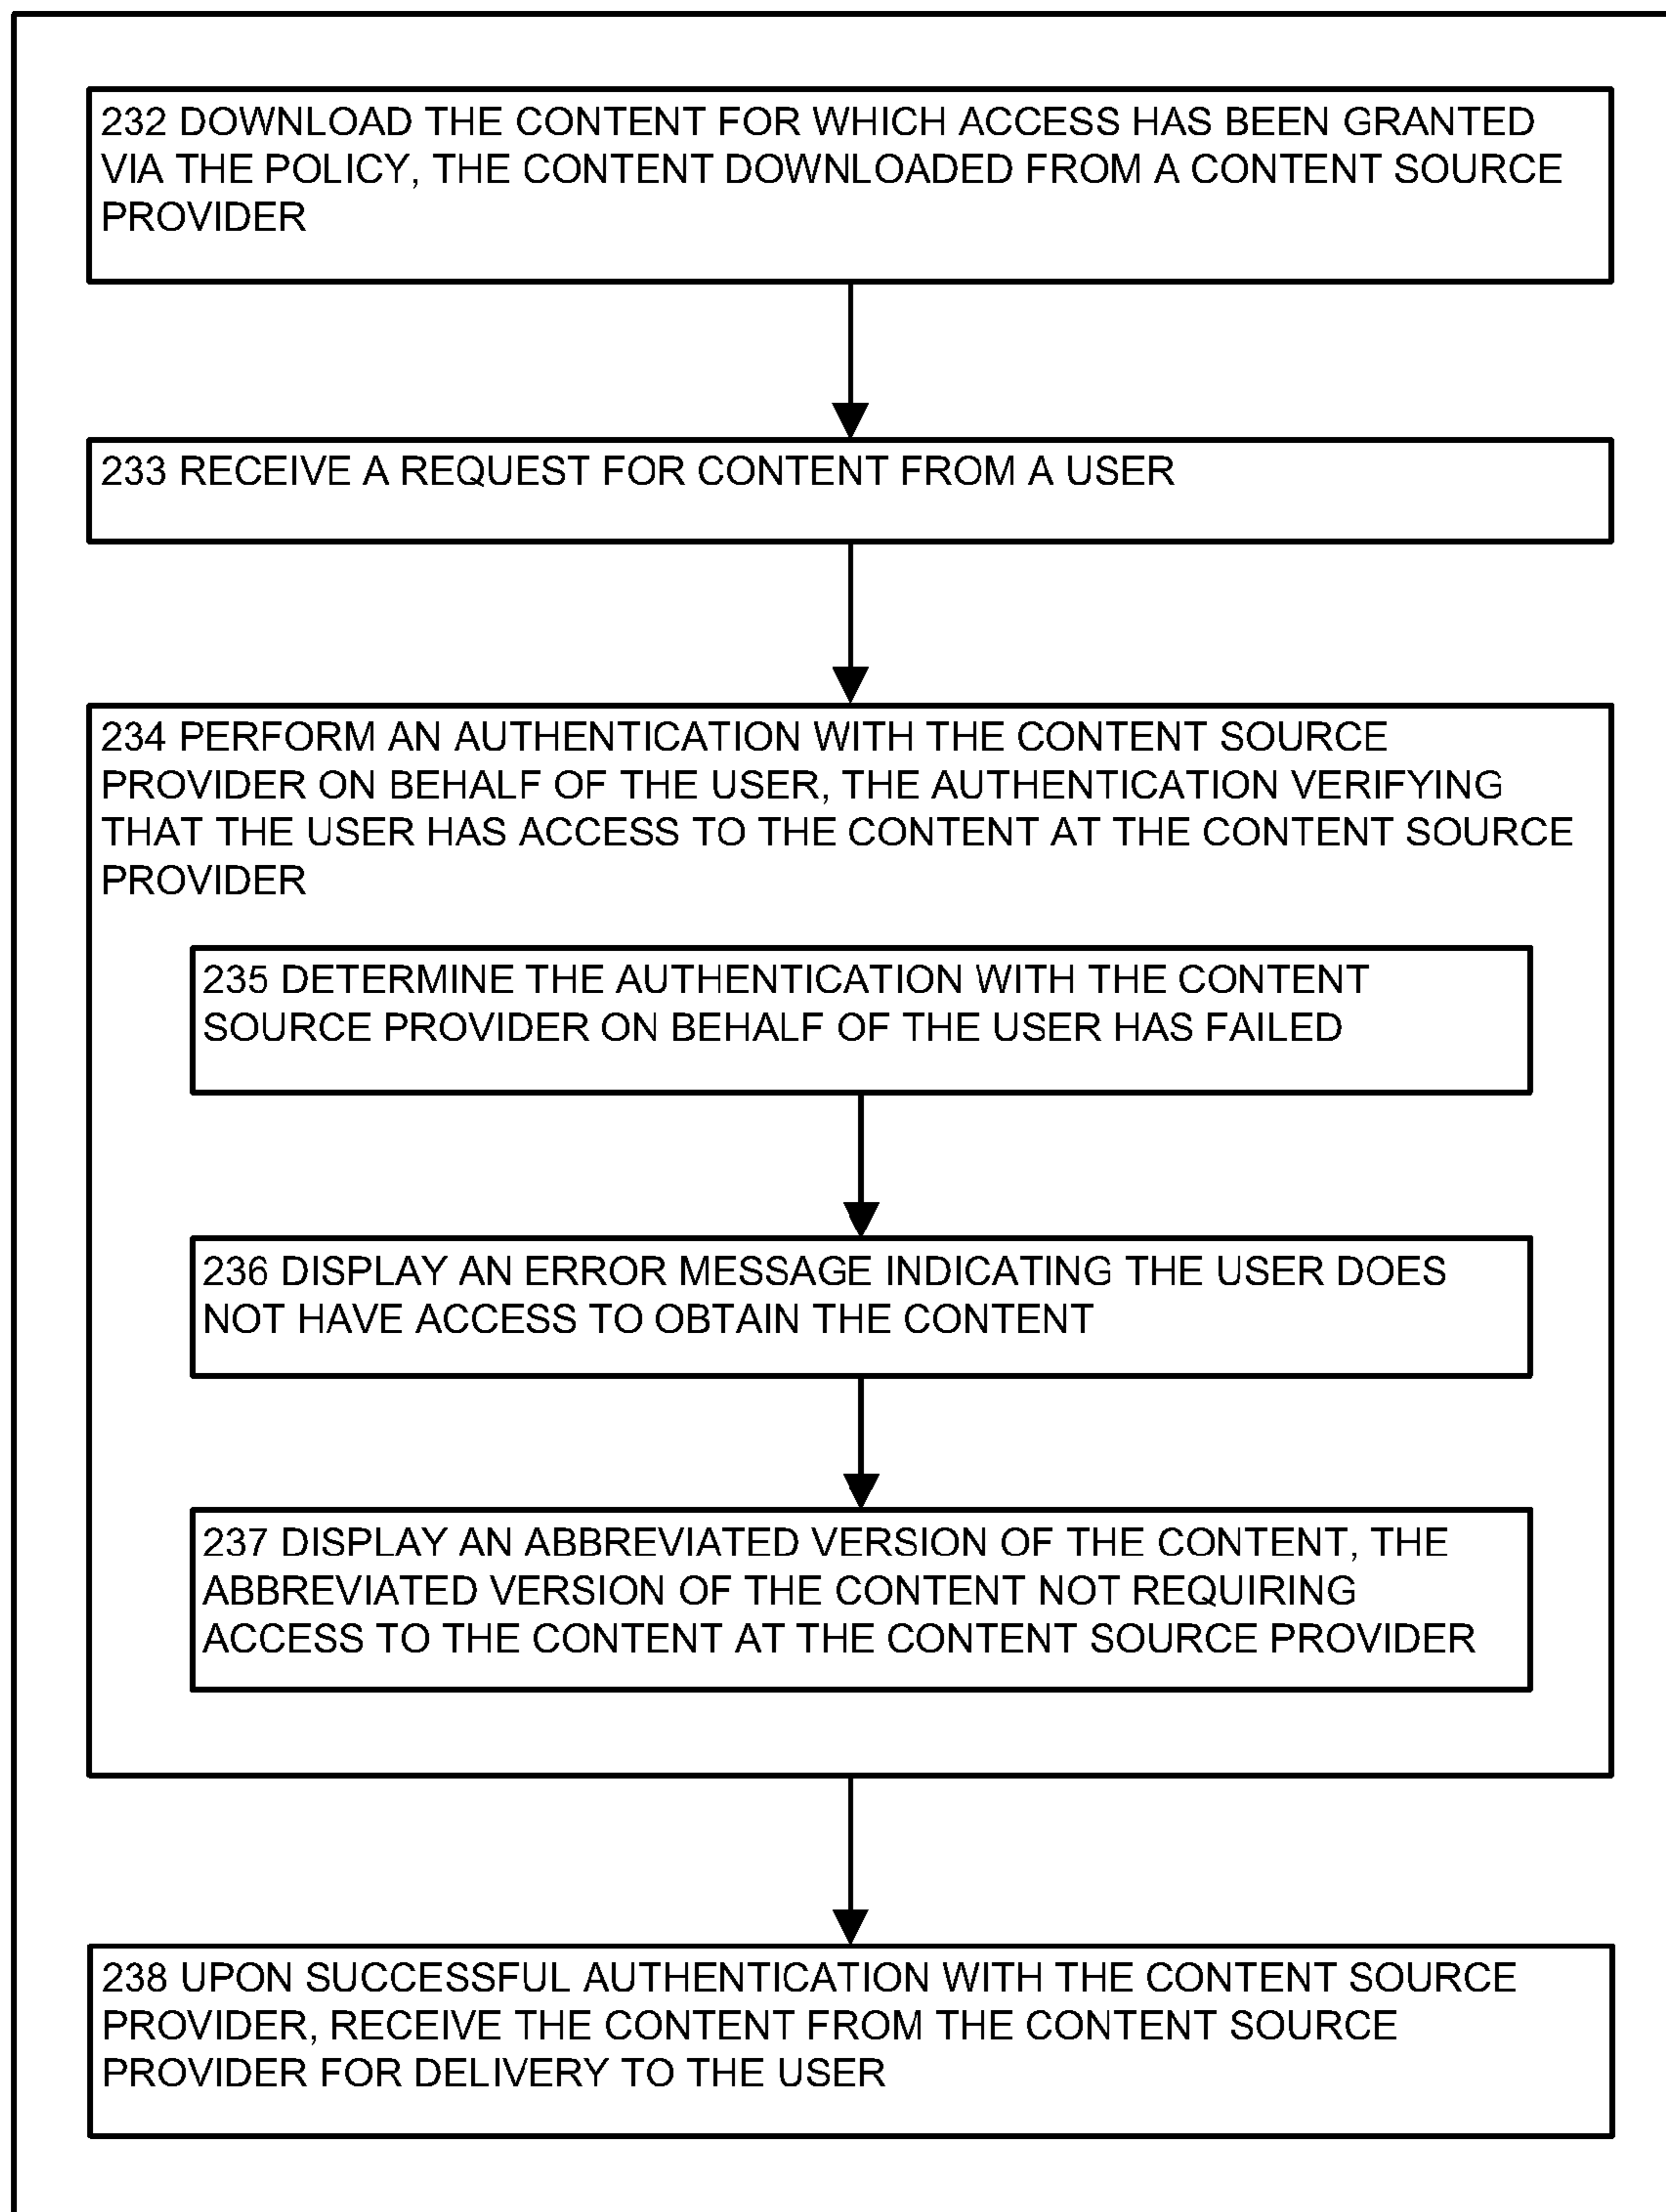 232 DOWNLOAD THE CONTENT FOR WHICH ACCESS HAS BEEN GRANTED
VIA THE POLICY, THE CONTENT DOWNLOADED FROM A CONTENT SOURCE
PROVIDER
233 RECEIVE A REQUEST FOR CONTENT FROM A USER
234 PERFORM AN AUTHENTICATION WITH THE CONTENT SOURCE
PROVIDER ON BEHALF OF THE USER, THE AUTHENTICATION VERIFYING
THAT THE USER HAS ACCESS TO THE CONTENT AT THE CONTENT SOURCE
PROVIDER
235 DETERMINE THE AUTHENTICATION WITH THE CONTENT
SOURCE PROVIDER ON BEHALF OF THE USER HAS FAILED
236 DISPLAY AN ERROR MESSAGE INDICATING THE USER DOES
NOT HAVE ACCESS TO OBTAIN THE CONTENT
237 DISPLAY AN ABBREVIATED VERSION OF THE CONTENT, THE
ABBREVIATED VERSION OF THE CONTENT NOT REQUIRING
ACCESS TO THE CONTENT AT THE CONTENT SOURCE PROVIDER
238 UPON SUCCESSFUL AUTHENTICATION WITH THE CONTENT SOURCE
PROVIDER, RECEIVE THE CONTENT FROM THE CONTENT SOURCE
PROVIDER FOR DELIVERY TO THE USER